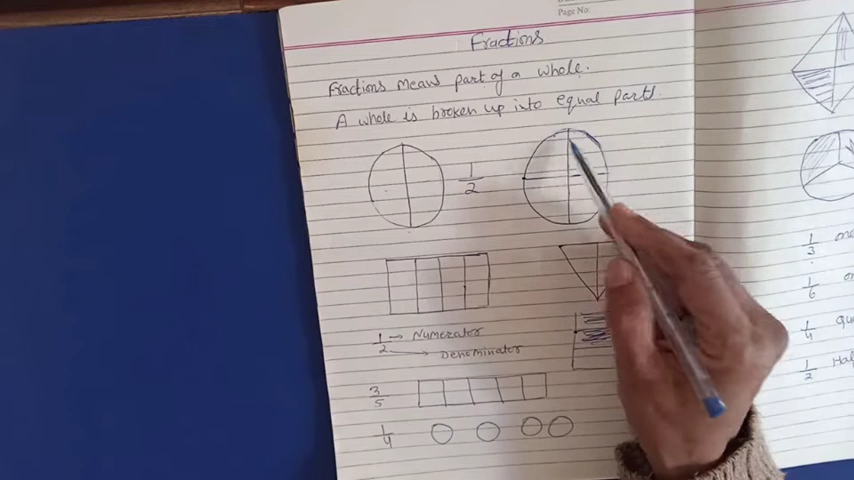 Page No.
Fractions
Fractions means part of a whole.
A whole is broken up into equal parts
1/2
1/2 → Numerator
→ Denominator
3/5
1/4
1/3
1/6
1/4
1/2